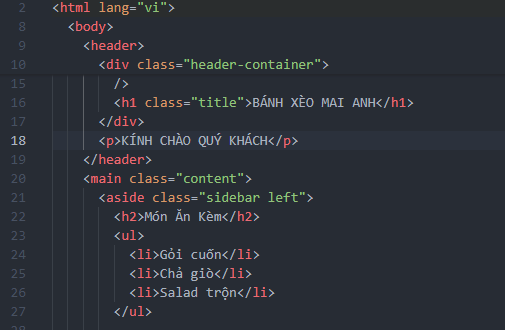 2 <html lang="vi">
8 <body>
9 <header>
10 <div class="header-container">
15 />
16 <h1 class="title">BÁNH XÈO MAI ANH</h1>
17 </div>
18 <p>KÍNH CHÀO QUÝ KHÁCH</p>
19 </header>
20 <main class="content">
21 <aside class="sidebar left">
22 <h2>Món Ăn Kèm</h2>
23 <ul>
24 <li>Gỏi cuốn</li>
25 <li>Chả giò</li>
26 <li>Salad trộn</li>
27 </ul>